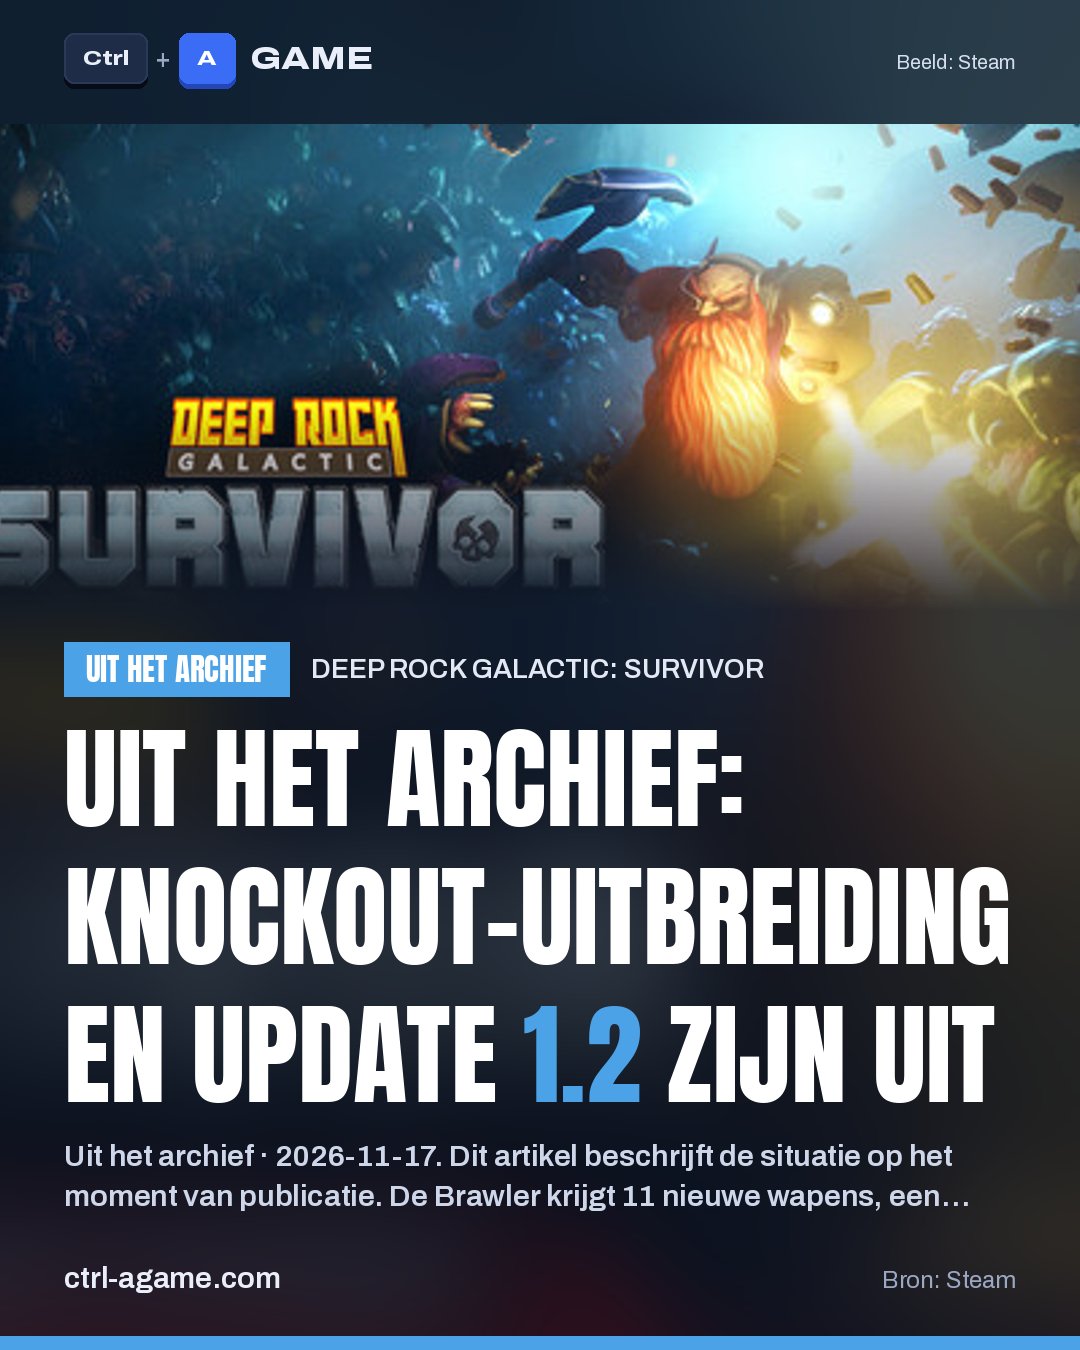 Ctrl + A GAME
Beeld: Steam
DEEP ROCK
GALACTIC
SURVIVOR
UIT HET ARCHIEF
DEEP ROCK GALACTIC: SURVIVOR
UIT HET ARCHIEF:
KNOCKOUT-UITBREIDING
EN UPDATE 1.2 ZIJN UIT
Uit het archief · 2026-11-17. Dit artikel beschrijft de situatie op het
moment van publicatie. De Brawler krijgt 11 nieuwe wapens, een…
ctrl-agame.com
Bron: Steam